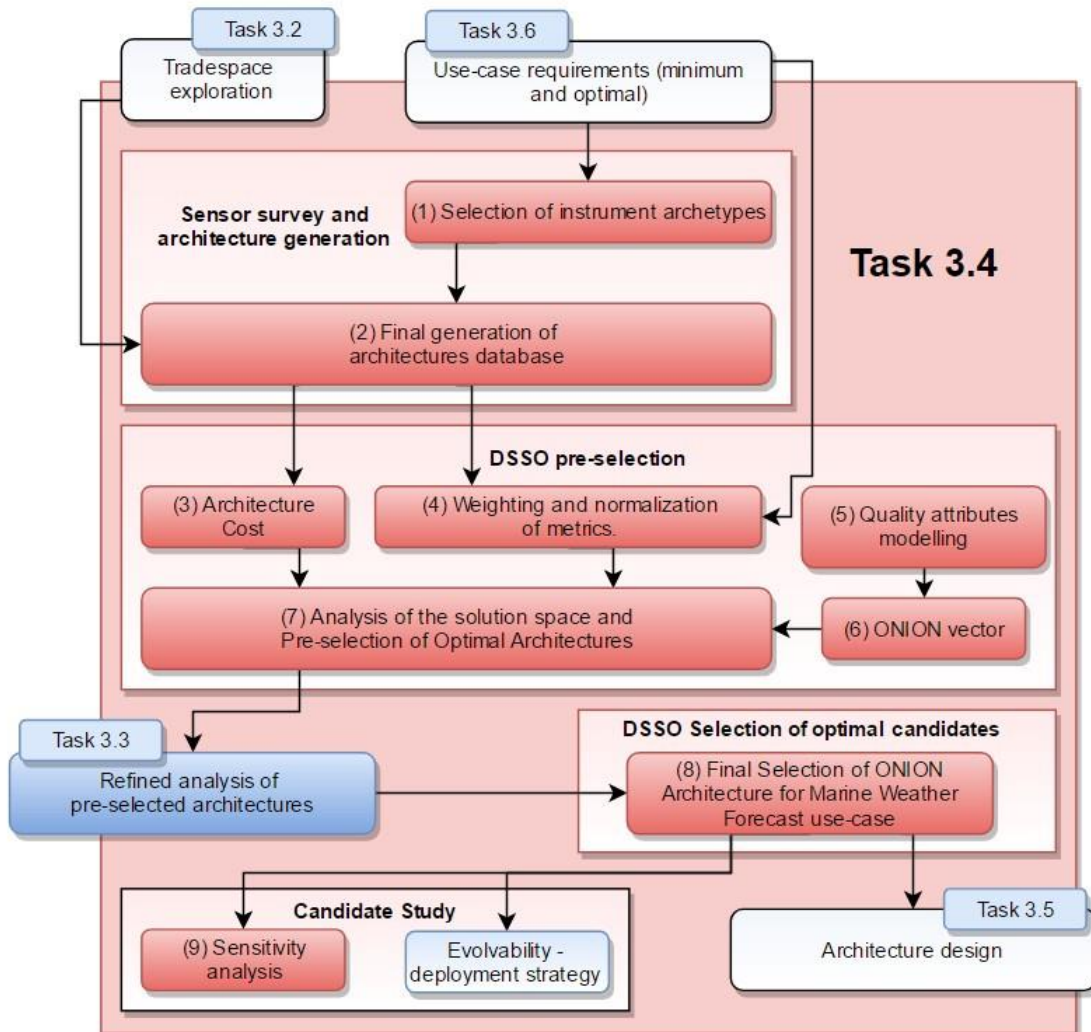 Task 3.2
Tradespace
exploration
Task 3.6
Use-case requirements (minimum
and optimal)
Task 3.4
Sensor survey and
architecture generation
(1) Selection of instrument archetypes
(2) Final generation of
architectures database
DSSO pre-selection
(3) Architecture
Cost
(4) Weighting and normalization
of metrics.
(5) Quality attributes
modelling
(6) ONION vector
(7) Analysis of the solution space and
Pre-selection of Optimal Architectures
Task 3.3
Refined analysis of
pre-selected architectures
DSSO Selection of optimal candidates
(8) Final Selection of ONION
Architecture for Marine Weather
Forecast use-case
Candidate Study
(9) Sensitivity
analysis
Evolvability -
deployment strategy
Task 3.5
Architecture design